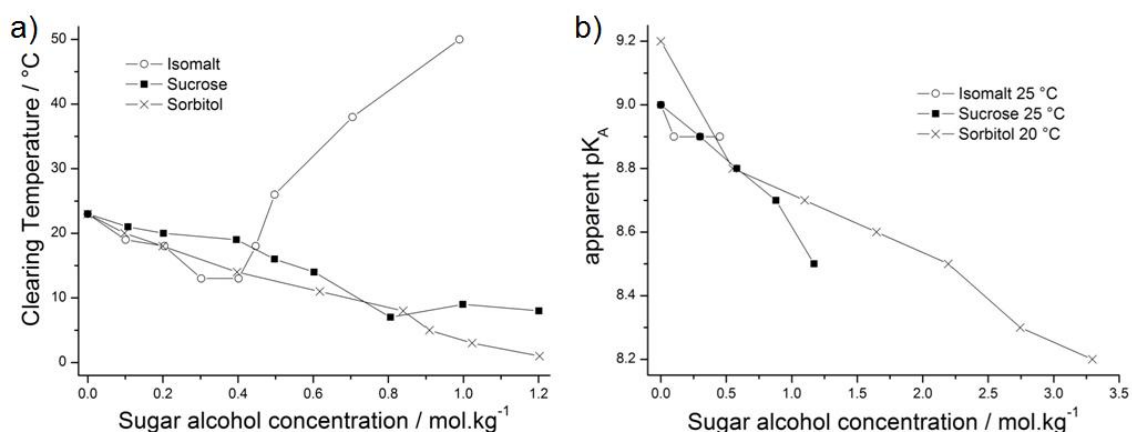 a)
50
40
30
20
10
0
Clearing Temperature / °C
Isomalt
Sucrose
Sorbitol
0.0 0.2 0.4 0.6 0.8 1.0 1.2
Sugar alcohol concentration / mol.kg-1
b)
9.2
9.0
8.8
8.6
8.4
8.2
apparent pKA
Isomalt 25 °C
Sucrose 25 °C
Sorbitol 20 °C
0.0 0.5 1.0 1.5 2.0 2.5 3.0 3.5
Sugar alcohol concentration / mol.kg-1